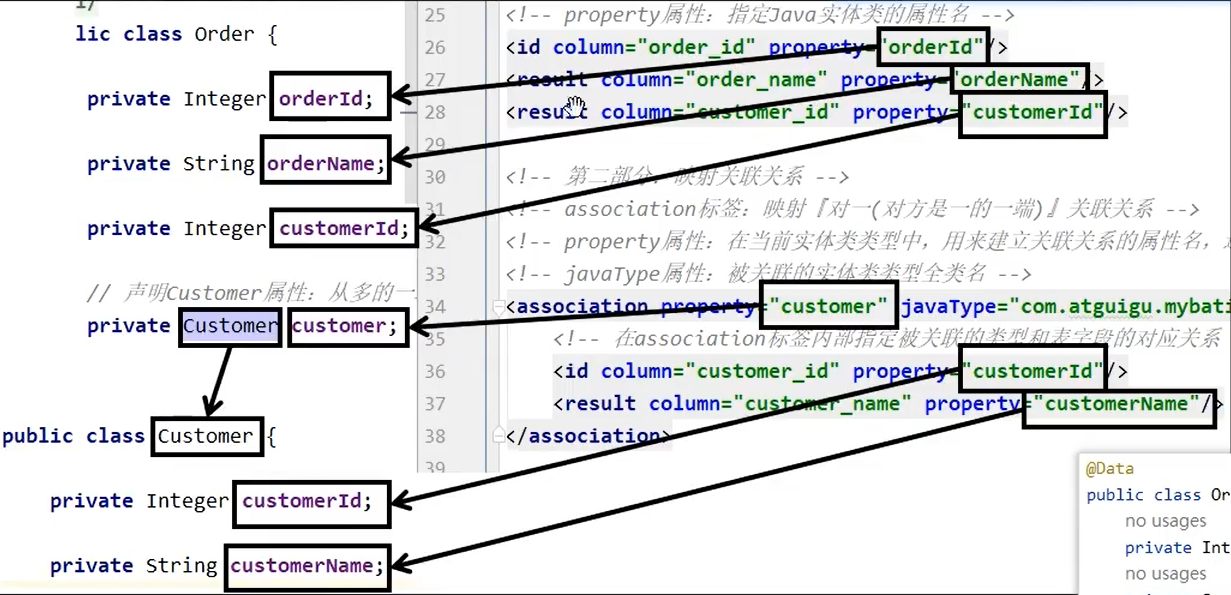 */
lic class Order {
private Integer orderId;
private String orderName;
private Integer customerId;
// 声明Customer属性: 从多的一
private Customer customer;
public class Customer {
private Integer customerId;
private String customerName;
25 <!-- property属性: 指定Java实体类的属性名 -->
26 <id column="order_id" property="orderId"/>
27 <result column="order_name" property="orderName"/>
28 <result column="customer_id" property="customerId"/>
29
30 <!-- 第二部分: 映射关联关系 -->
31 <!-- association标签: 映射『对一(对方是一的一端)』关联关系 -->
32 <!-- property属性: 在当前实体类类型中, 用来建立关联关系的属性名,
33 <!-- javaType属性: 被关联的实体类类型全类名 -->
34 <association property="customer" javaType="com.atguigu.mybati
35 <!-- 在association标签内部指定被关联的类型和表字段的对应关系
36 <id column="customer_id" property="customerId"/>
37 <result column="customer_name" property="customerName"/>
38 </association>
39
@Data
public class Or
no usages
private Int
no usages